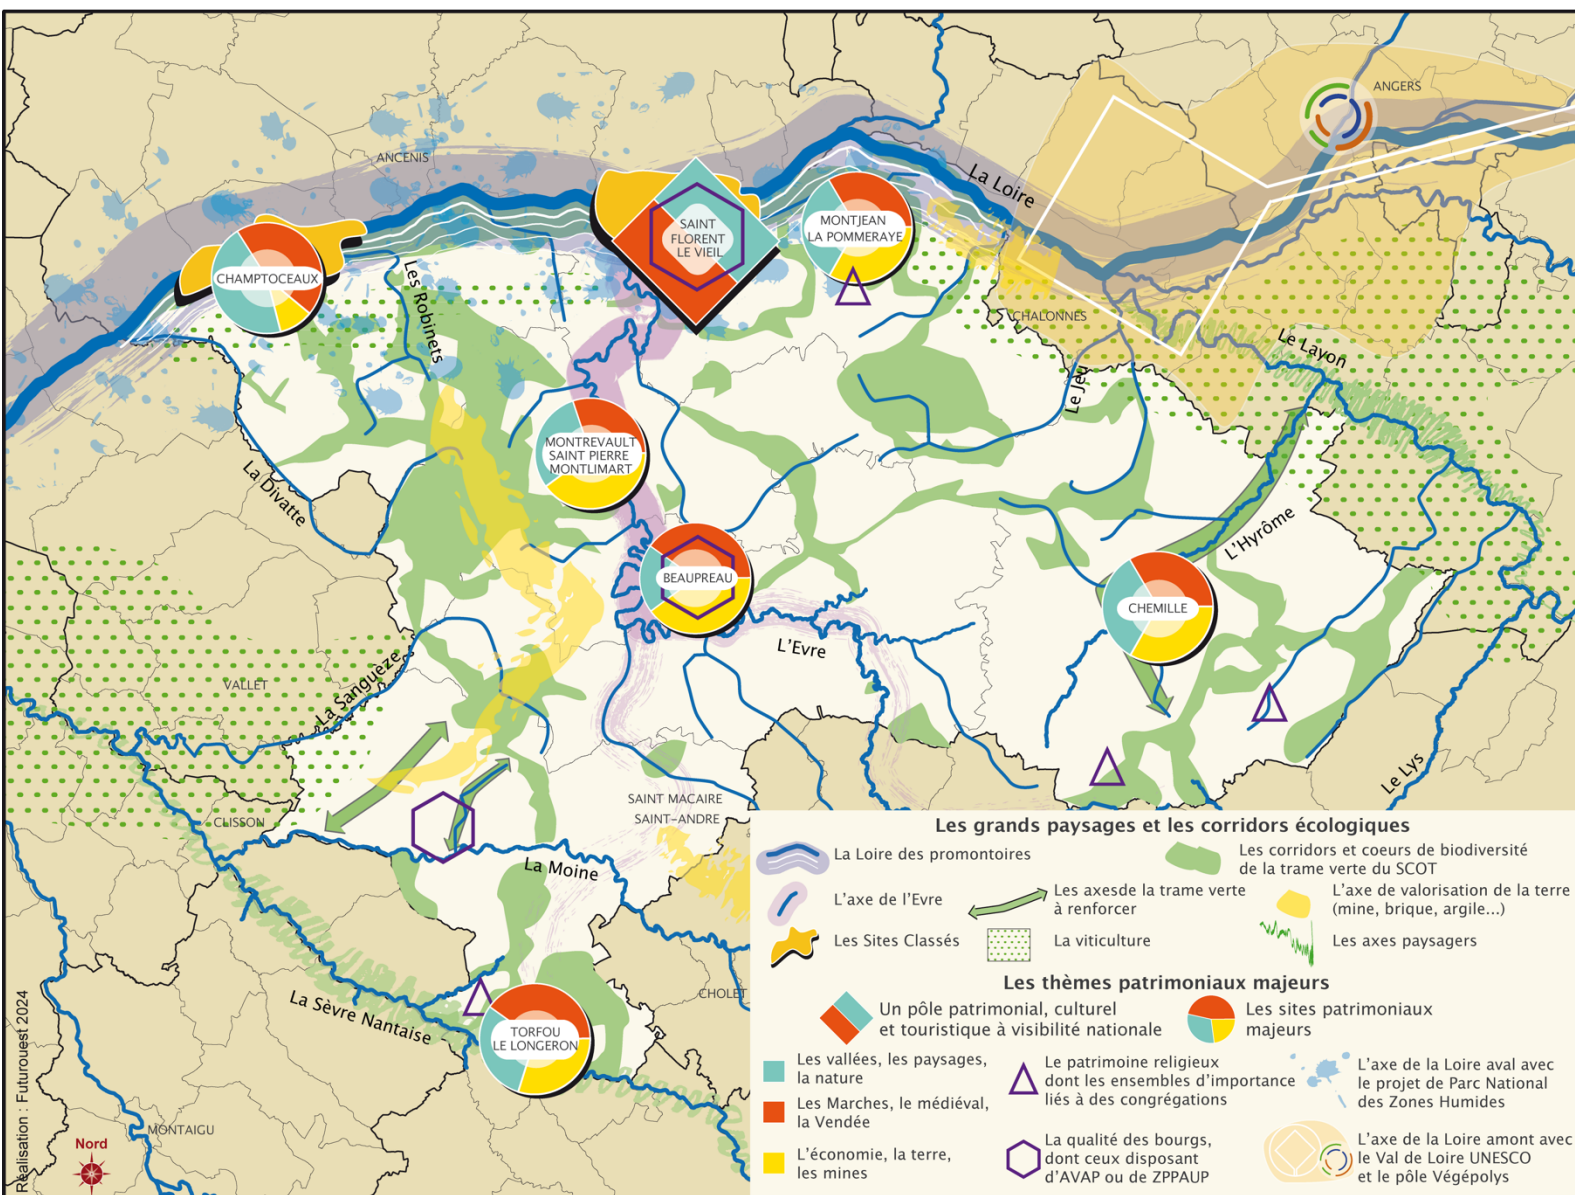 ANGERS
ANCENIS
La Loire
SAINT
FLORENT
LE VIEIL
MONTJEAN
LA POMMERAYE
CHAMPTOCEAUX
Les Robinets
CHALONNES
Le Layon
Le Jeu
MONTREVAULT
SAINT PIERRE
MONTLIMART
La Divatte
L'Hyrôme
BEAUPREAU
CHEMILLE
L'Evre
La Sanguèze
VALLET
Le Lys
SAINT MACAIRE
SAINT-ANDRE
CLISSON
La Moine
CHOLET
La Sèvre Nantaise
TORFOU
LE LONGERON
MONTAIGU
Nord
Réalisation : Futurouest 2024
Les grands paysages et les corridors écologiques
La Loire des promontoires
Les corridors et coeurs de biodiversité
de la trame verte du SCOT
L'axe de l'Evre
Les axesde la trame verte
à renforcer
L'axe de valorisation de la terre
(mine, brique, argile...)
Les Sites Classés
La viticulture
Les axes paysagers
Les thèmes patrimoniaux majeurs
Un pôle patrimonial, culturel
et touristique à visibilité nationale
Les sites patrimoniaux
majeurs
Les vallées, les paysages,
la nature
Le patrimoine religieux
dont les ensembles d'importance
liés à des congrégations
L'axe de la Loire aval avec
le projet de Parc National
des Zones Humides
Les Marches, le médiéval,
la Vendée
L'économie, la terre,
les mines
La qualité des bourgs,
dont ceux disposant
d'AVAP ou de ZPPAUP
L'axe de la Loire amont avec
le Val de Loire UNESCO
et le pôle Végépolys